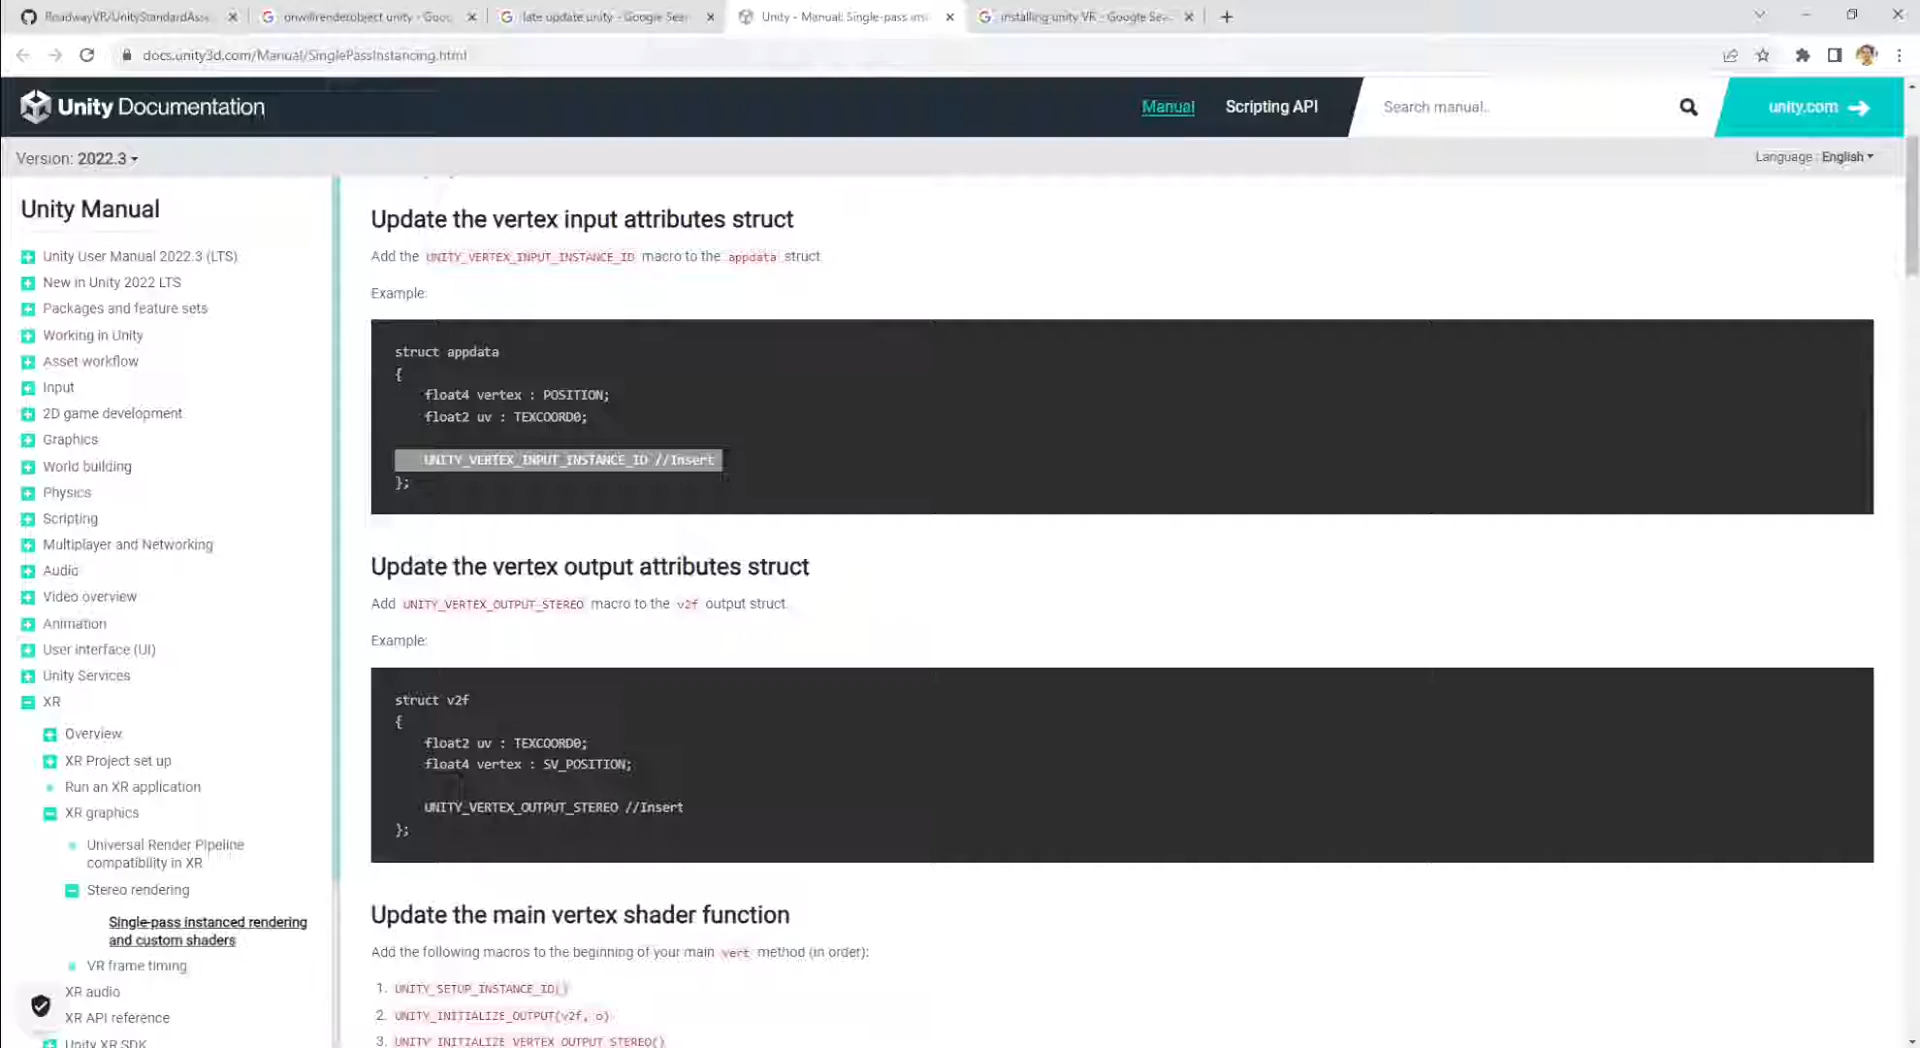 RoadwayVR/UnityStandardAsse
onwillrenderobject unity - Goo
late update unity - Google Sear
Unity - Manual: Single-pass inst
installing unity VR - Google Sea
docs.unity3d.com/Manual/SinglePassInstancing.html
Unity Documentation
Manual
Scripting API
Search manual..
unity.com
Version: 2022.3
Language : English
Unity Manual
Unity User Manual 2022.3 (LTS)
New in Unity 2022 LTS
Packages and feature sets
Working in Unity
Asset workflow
Input
2D game development
Graphics
World building
Physics
Scripting
Multiplayer and Networking
Audio
Video overview
Animation
User interface (UI)
Unity Services
XR
Overview
XR Project set up
Run an XR application
XR graphics
Universal Render Pipeline
compatibility in XR
Stereo rendering
Single-pass instanced rendering
and custom shaders
VR frame timing
XR audio
XR API reference
Unity XR SDK
Update the vertex input attributes struct
Add the UNITY_VERTEX_INPUT_INSTANCE_ID macro to the appdata struct
Example:
struct appdata
{
float4 vertex : POSITION;
float2 uv : TEXCOORD0;
UNITY_VERTEX_INPUT_INSTANCE_ID //Insert
};
Update the vertex output attributes struct
Add UNITY_VERTEX_OUTPUT_STEREO macro to the v2f output struct.
Example:
struct v2f
{
float2 uv : TEXCOORD0;
float4 vertex : SV_POSITION;
UNITY_VERTEX_OUTPUT_STEREO //Insert
};
Update the main vertex shader function
Add the following macros to the beginning of your main vert method (in order):
1. UNITY_SETUP_INSTANCE_ID()
2. UNITY_INITIALIZE_OUTPUT(v2f, o)
3. UNITY_INITIALIZE_VERTEX_OUTPUT_STEREO()